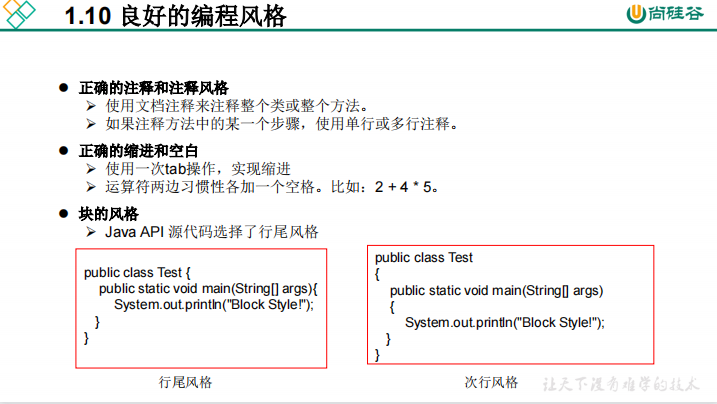 1.10 良好的编程风格
尚硅谷
正确的注释和注释风格
使用文档注释来注释整个类或整个方法。
如果注释方法中的某一个步骤，使用单行或多行注释。
正确的缩进和空白
使用一次tab操作，实现缩进
运算符两边习惯性各加一个空格。比如：2 + 4 * 5。
块的风格
Java API 源代码选择了行尾风格
public class Test {
public static void main(String[] args){
System.out.println("Block Style!");
}
}
行尾风格
public class Test
{
public static void main(String[] args)
{
System.out.println("Block Style!");
}
}
次行风格
让天下没有难学的技术